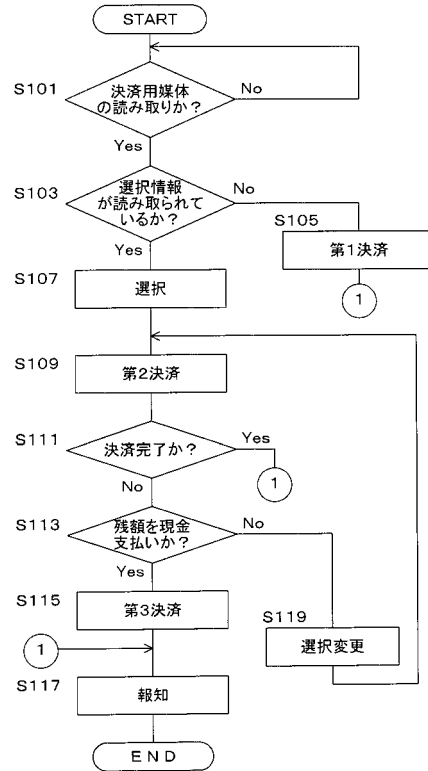 START
S101
決済用媒体
の読み取りか？
No
Yes
S103
選択情報
が読み取られて
いるか？
No
Yes
S105
第1決済
1
S107
選択
S109
第2決済
S111
決済完了か？
Yes
1
No
S113
残額を現金
支払いか？
No
Yes
S115
第3決済
S119
選択変更
1
S117
報知
END